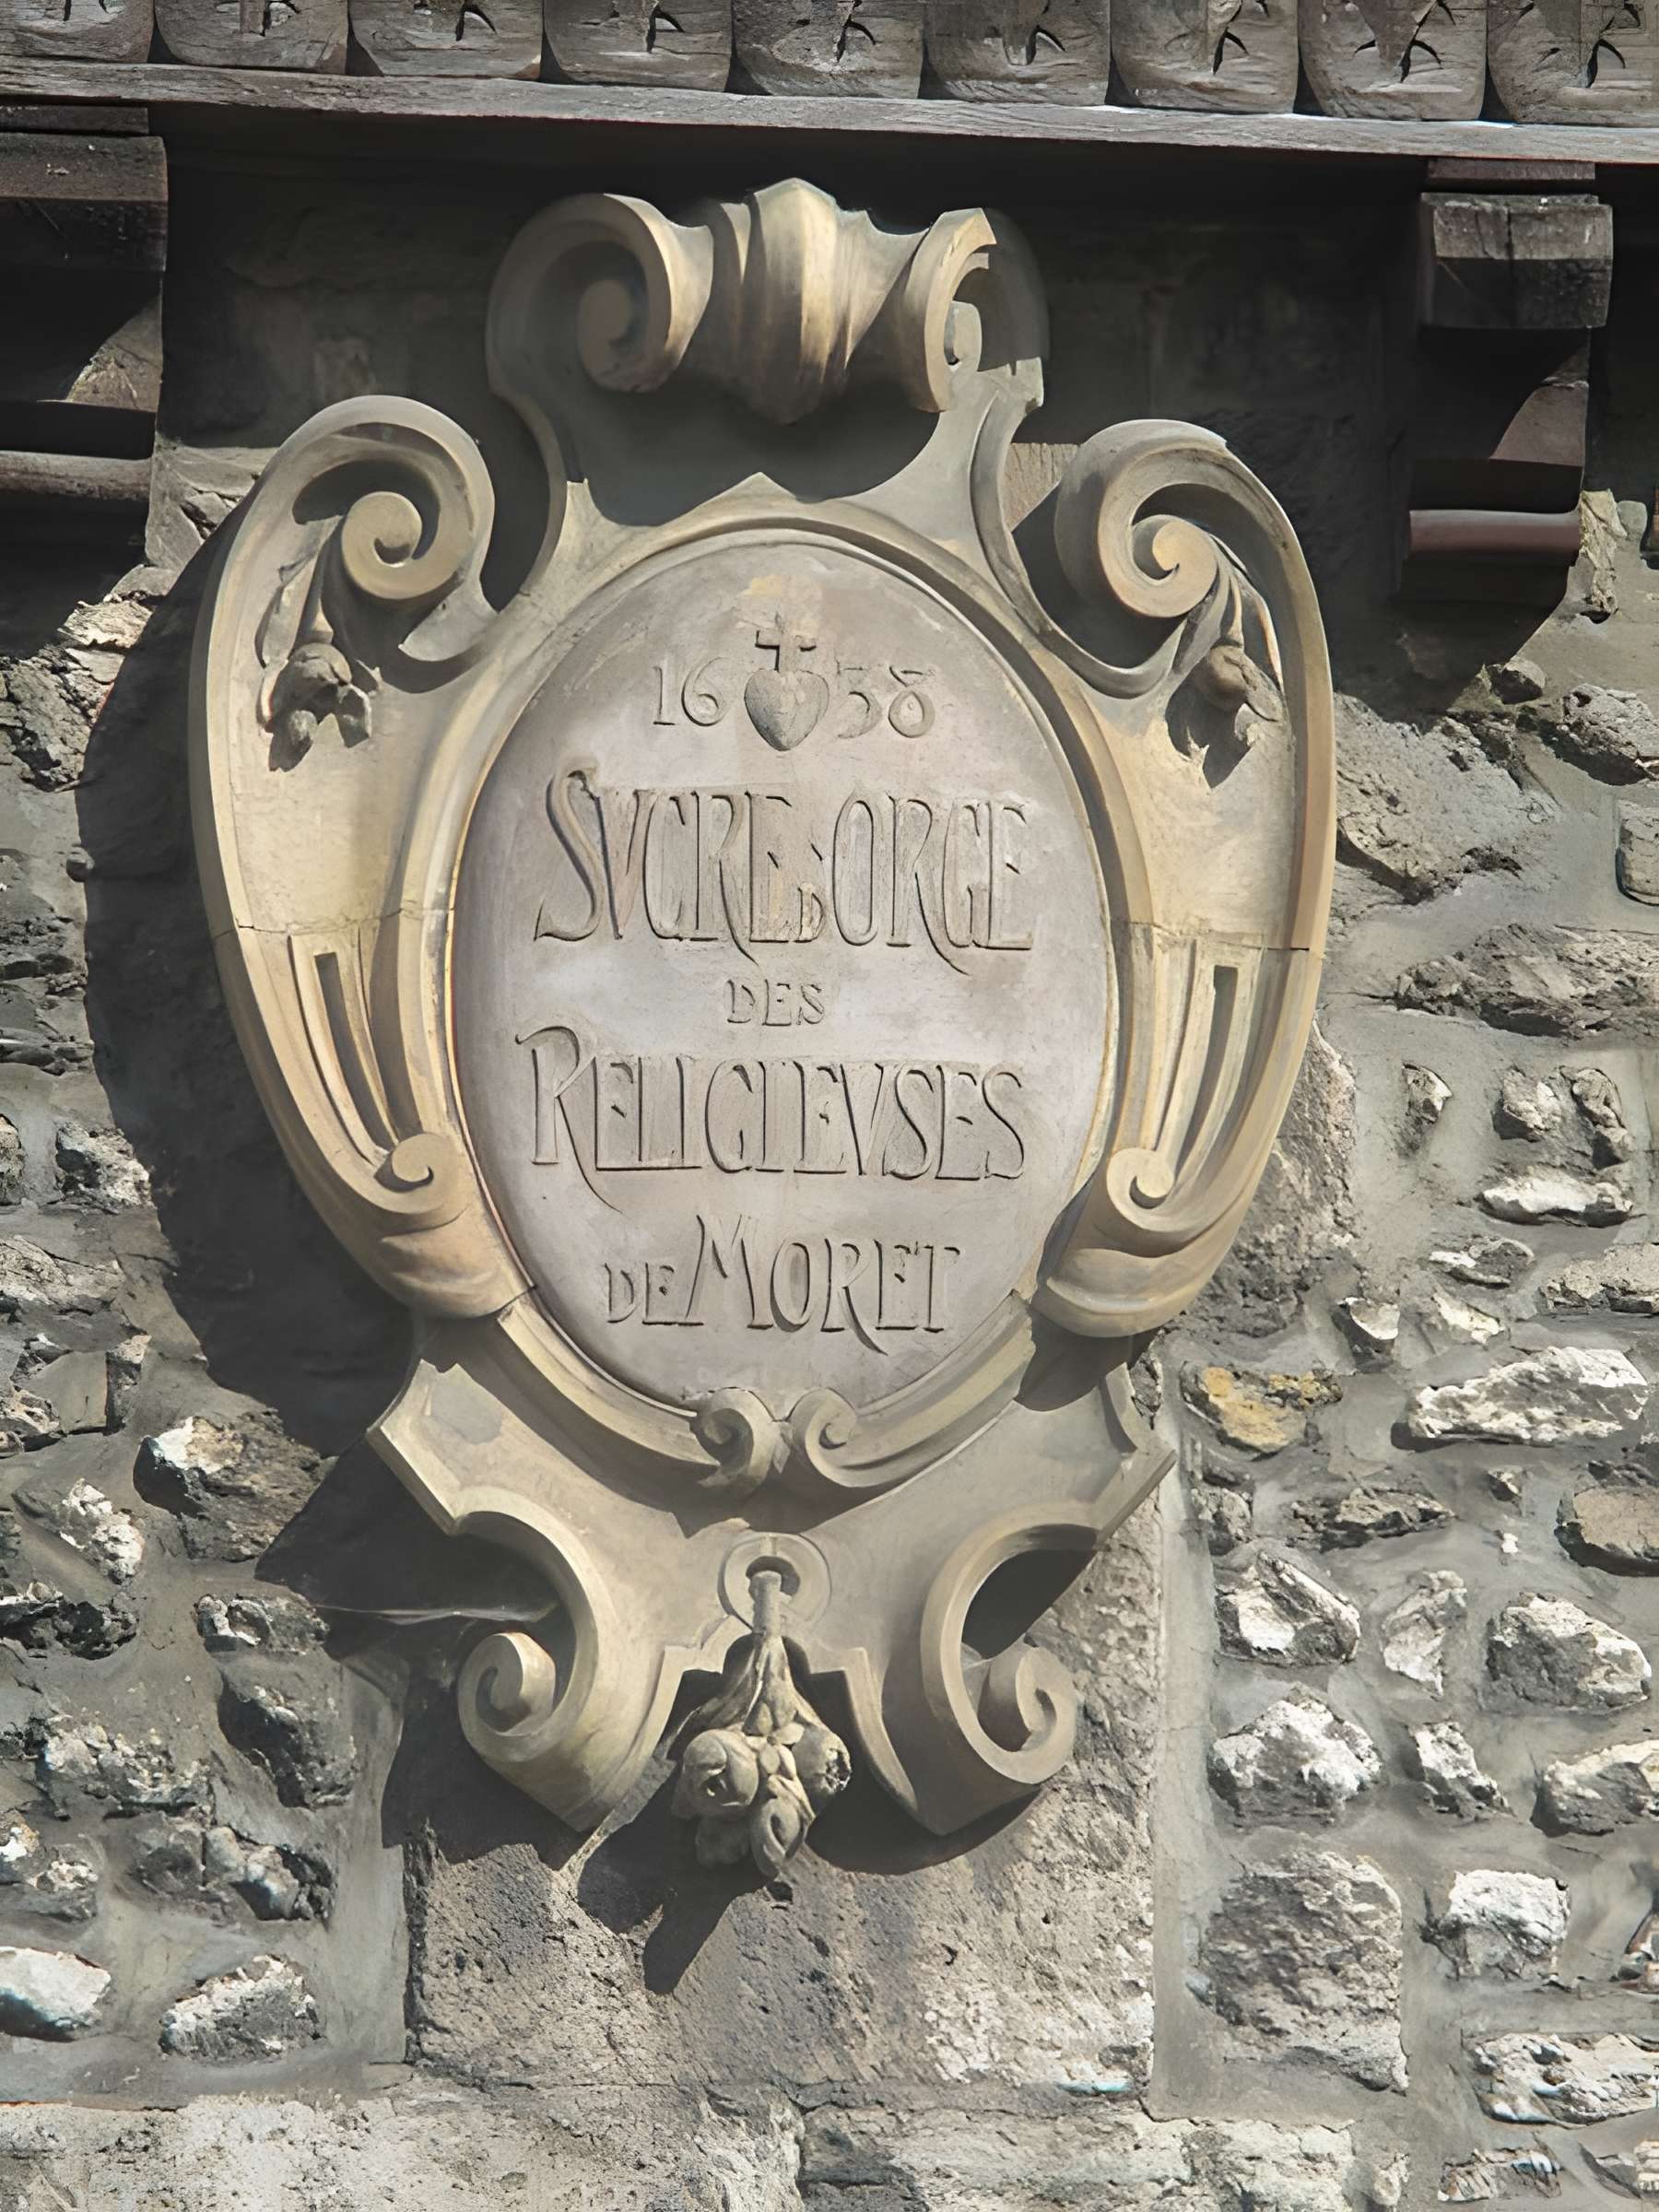 1638
SVCRE D ORGE
DES
RELIGIEVSES
DE MORET